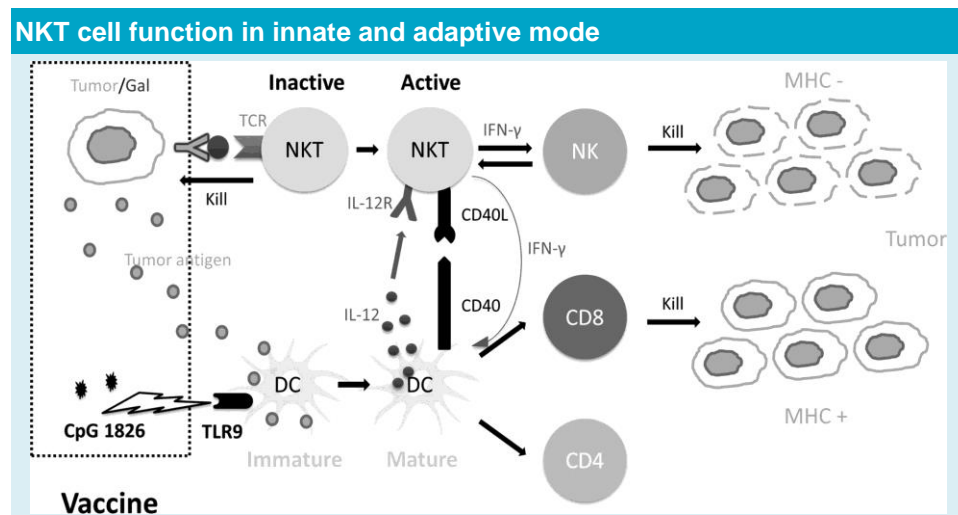 NKT cell function in innate and adaptive mode
Inactive
Active
MHC -
Tumor/Gal
TCR
NKT
NKT
IFN-γ
NK
Kill
Kill
IL-12R
CD40L
Tumor
Tumor antigen
IFN-γ
IL-12
CD40
CD8
Kill
DC
DC
CpG 1826
TLR9
MHC +
Immature
Mature
CD4
Vaccine